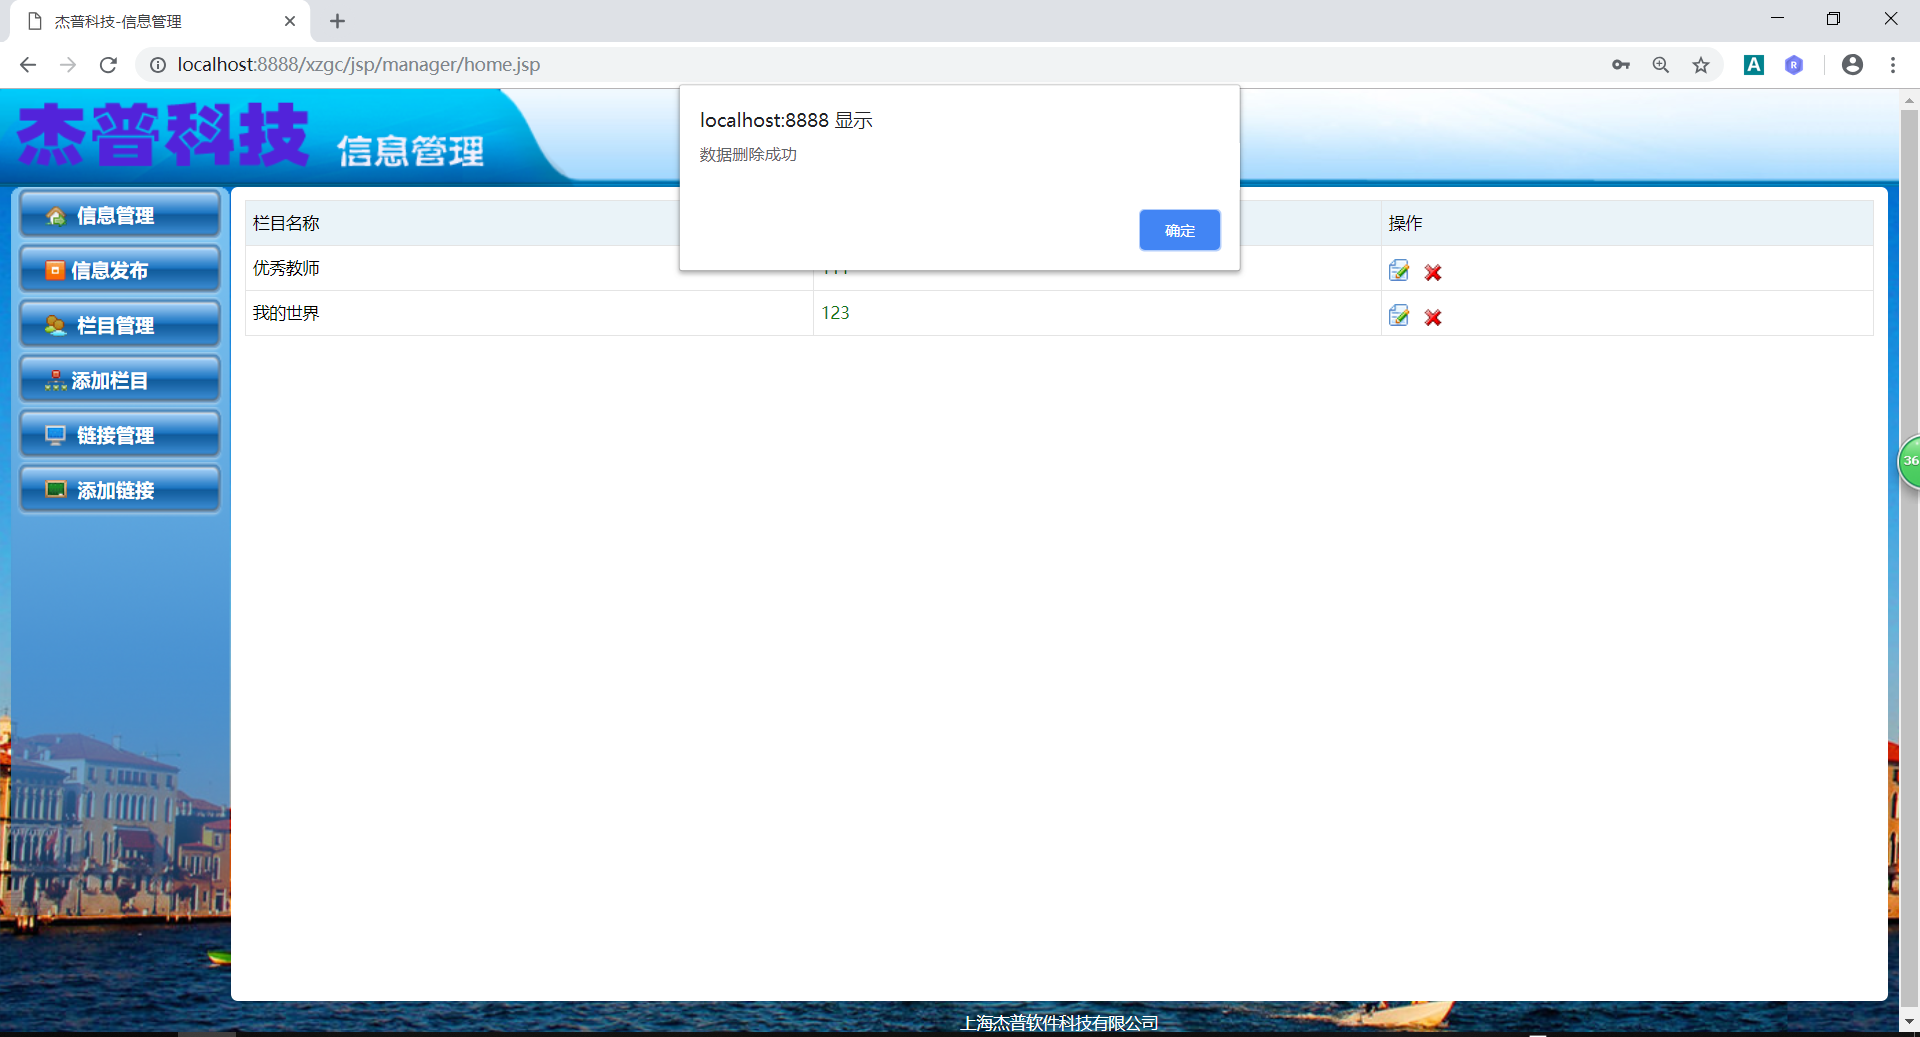 杰普科技-信息管理
localhost:8888/xzgc/jsp/manager/home.jsp
A
R
杰普科技 信息管理
localhost:8888 显示
数据删除成功
确定
信息管理
信息发布
栏目管理
添加栏目
链接管理
添加链接
栏目名称 操作
优秀教师
我的世界 123
36
上海杰普软件科技有限公司